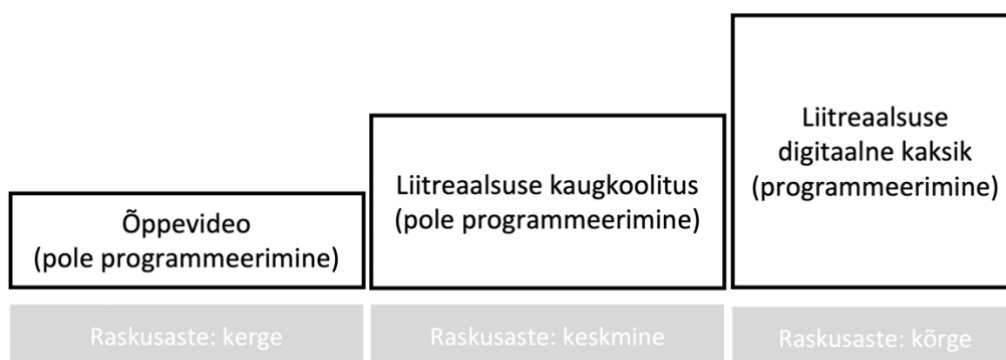 Õppevideo
(pole programmeerimine)
Liitreaalsuse kaugkoolitus
(pole programmeerimine)
Liitreaalsuse
digitaalne kaksik
(programmeerimine)
Raskusaste: kerge
Raskusaste: keskmine
Raskusaste: kõrge